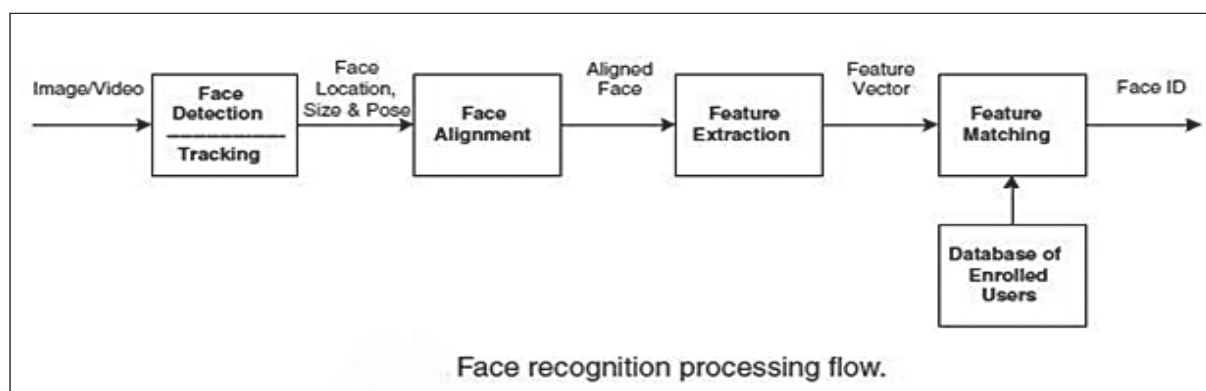 Image/Video
Face
Detection
Tracking
Face
Location,
Size & Pose
Face
Alignment
Aligned
Face
Feature
Extraction
Feature
Vector
Feature
Matching
Face ID
Database of
Enrolled
Users
Face recognition processing flow.